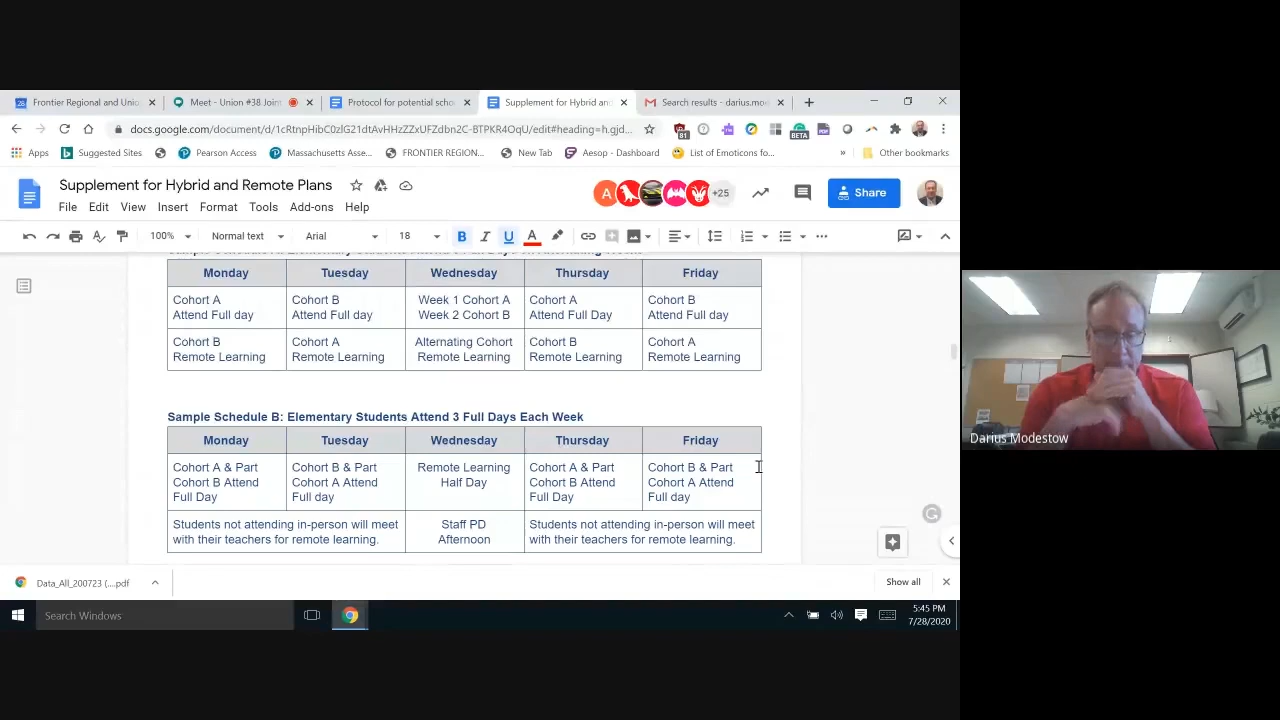 Frontier Regional and Unio
Meet - Union #38 Joint
Protocol for potential scho
Supplement for Hybrid and
Search results - darius.mo
docs.google.com/document/d/1cRtnpHibC0zlG21dtAvHHzZZxUFZdbn2C-8TPKR4OqU/edit#heading=h.gjd...
81
BETA
Apps
Suggested Sites
Pearson Access
Massachusetts Asse...
FRONTIER REGION...
New Tab
Aesop - Dashboard
List of Emoticons fo...
»
Other bookmarks
Supplement for Hybrid and Remote Plans
A
+25
Share
File Edit View Insert Format Tools Add-ons Help
100% Normal text Arial 18 B I U A
Monday Tuesday Wednesday Thursday Friday
Cohort A Cohort B Week 1 Cohort A Cohort A Cohort B
Attend Full day Attend Full day Week 2 Cohort B Attend Full Day Attend Full day
Cohort B Cohort A Alternating Cohort Cohort B Cohort A
Remote Learning Remote Learning Remote Learning Remote Learning Remote Learning
Sample Schedule B: Elementary Students Attend 3 Full Days Each Week
Monday Tuesday Wednesday Thursday Friday
Cohort A & Part Cohort B & Part Remote Learning Cohort A & Part Cohort B & Part
Cohort B Attend Cohort A Attend Half Day Cohort B Attend Cohort A Attend
Full Day Full day Full Day Full day
Students not attending in-person will meet Staff PD Students not attending in-person will meet
with their teachers for remote learning. Afternoon with their teachers for remote learning.
Darius Modestow
Data_All_200723 (....pdf
Show all
Search Windows
5:45 PM
7/28/2020